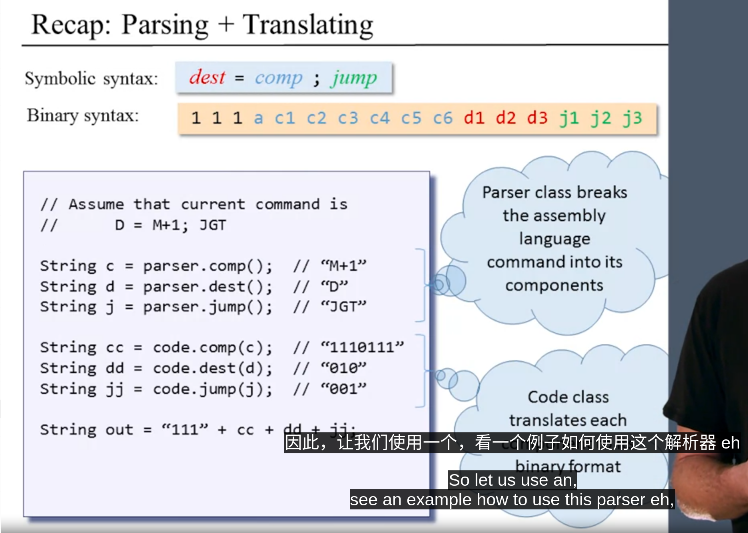 Recap: Parsing + Translating
Symbolic syntax: dest = comp ; jump
Binary syntax: 1 1 1 a c1 c2 c3 c4 c5 c6 d1 d2 d3 j1 j2 j3
// Assume that current command is
// D = M+1; JGT
String c = parser.comp(); // “M+1”
String d = parser.dest(); // “D”
String j = parser.jump(); // “JGT”
String cc = code.comp(c); // “1110111”
String dd = code.dest(d); // “010”
String jj = code.jump(j); // “001”
String out = “111” + cc + dd + jj;
Parser class breaks
the assembly
language
command into its
components
Code class
translates each
binary format
因此，让我们使用一个，看一个例子如何使用这个解析器 eh
So let us use an,
see an example how to use this parser eh,